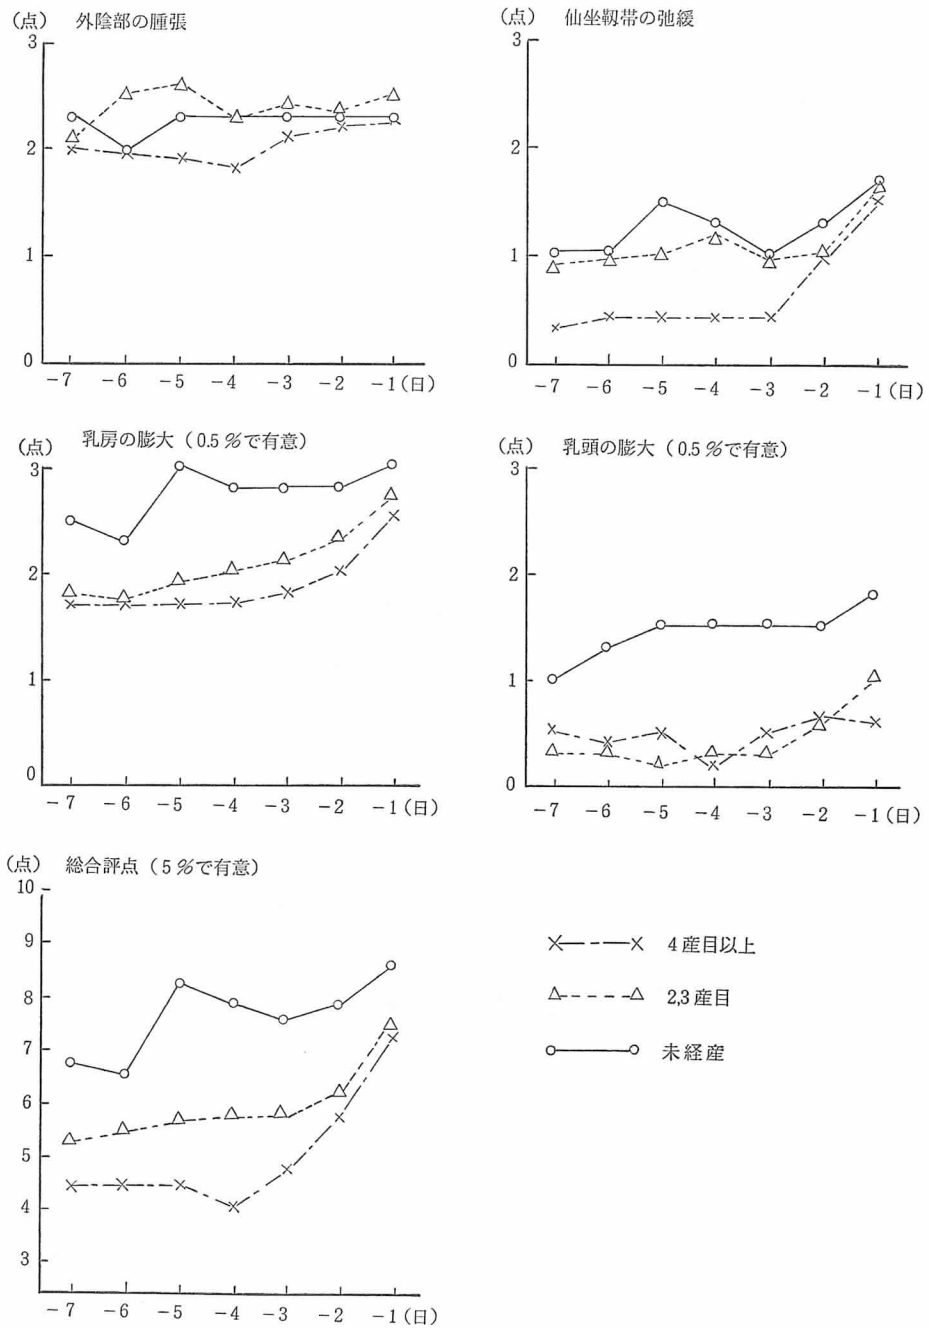 (点) 外陰部の腫張
3
2
1
0
-7 -6 -5 -4 -3 -2 -1(日)
(点) 仙坐靱帯の弛緩
3
2
1
0
-7 -6 -5 -4 -3 -2 -1(日)
(点) 乳房の膨大(0.5%で有意)
3
2
1
0
-7 -6 -5 -4 -3 -2 -1(日)
(点) 乳頭の膨大(0.5%で有意)
3
2
1
0
-7 -6 -5 -4 -3 -2 -1(日)
(点) 総合評点(5%で有意)
10
9
8
7
6
5
4
3
-7 -6 -5 -4 -3 -2 -1(日)
4産目以上
2,3産目
未経産